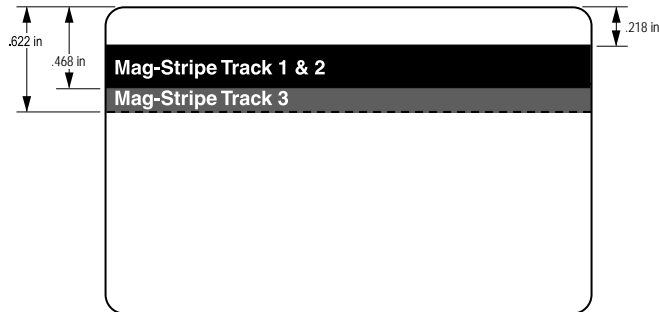 .218 in
.622 in
.468 in
Mag-Stripe Track 1 & 2
Mag-Stripe Track 3